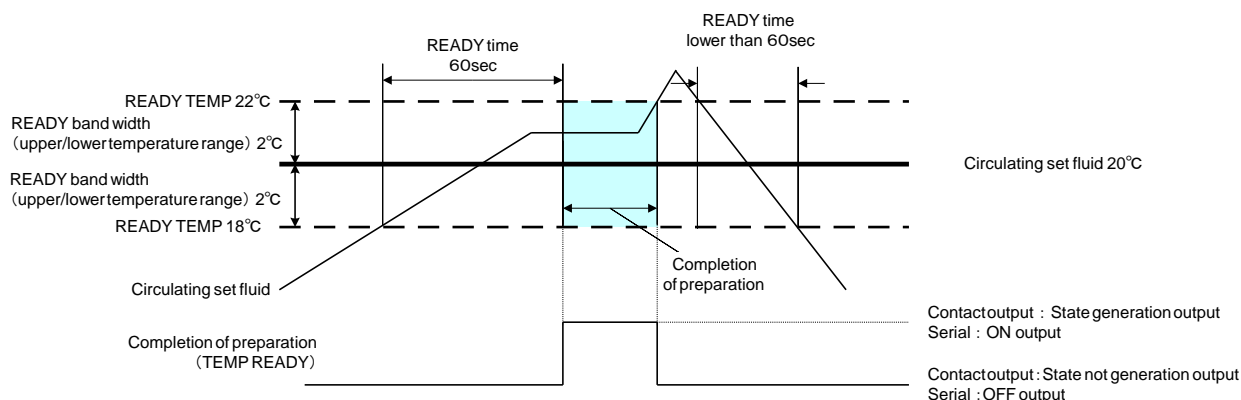 READY time
lower than 60sec
READY time
60sec
READY TEMP 22℃
READY band width
（upper/lower temperature range）2℃
Circulating set fluid 20℃
READY band width
（upper/lower temperature range）2℃
READY TEMP 18℃
Completion
of preparation
Circulating set fluid
Contact output : State generation output
Serial : ON output
Completion of preparation
（TEMP READY）
Contact output : State not generation output
Serial : OFF output